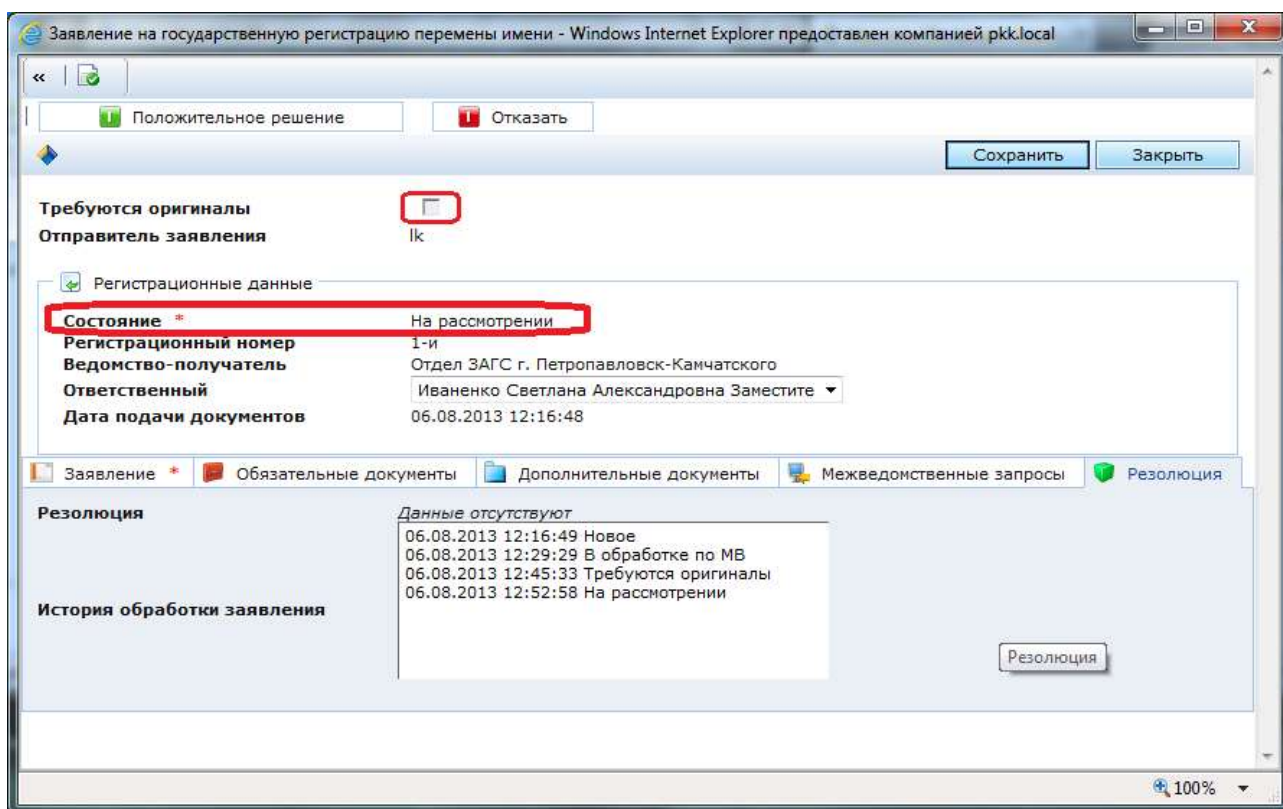 Заявление на государственную регистрацию перемены имени - Windows Internet Explorer предоставлен компанией pkk.local
«
Положительное решение Отказать
Сохранить Закрыть
Требуются оригиналы
Отправитель заявления lk
Регистрационные данные
Состояние * На рассмотрении
Регистрационный номер 1-и
Ведомство-получатель Отдел ЗАГС г. Петропавловск-Камчатского
Ответственный Иваненко Светлана Александровна Заместите
Дата подачи документов 06.08.2013 12:16:48
Заявление * Обязательные документы Дополнительные документы Межведомственные запросы Резолюция
Резолюция Данные отсутствуют
06.08.2013 12:16:49 Новое
06.08.2013 12:29:29 В обработке по МВ
06.08.2013 12:45:33 Требуются оригиналы
06.08.2013 12:52:58 На рассмотрении
История обработки заявления
Резолюция
100%